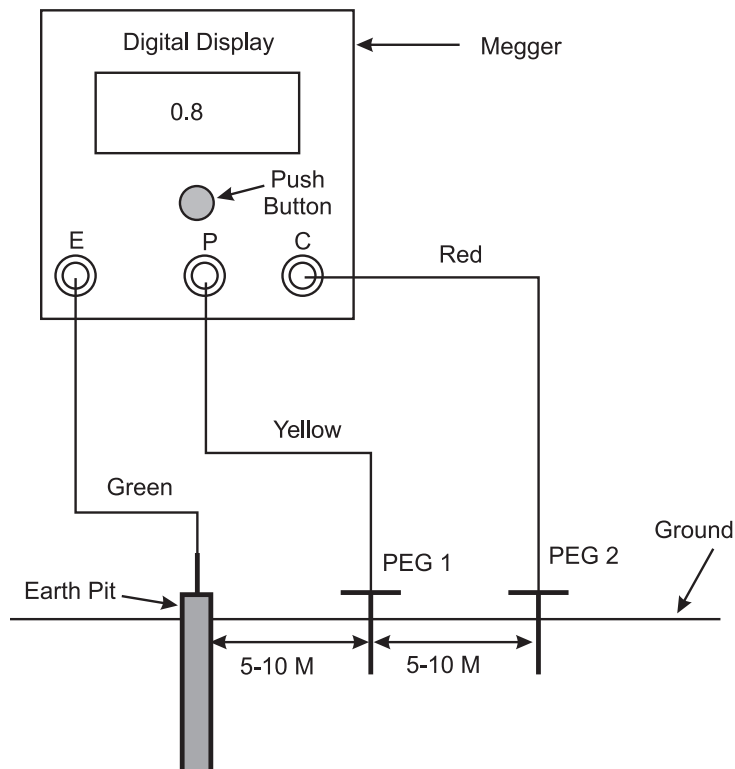 Digital Display
Megger
0.8
Push
Button
E
P
C
Red
Yellow
Green
Ground
PEG 1
PEG 2
Earth Pit
5-10 M
5-10 M